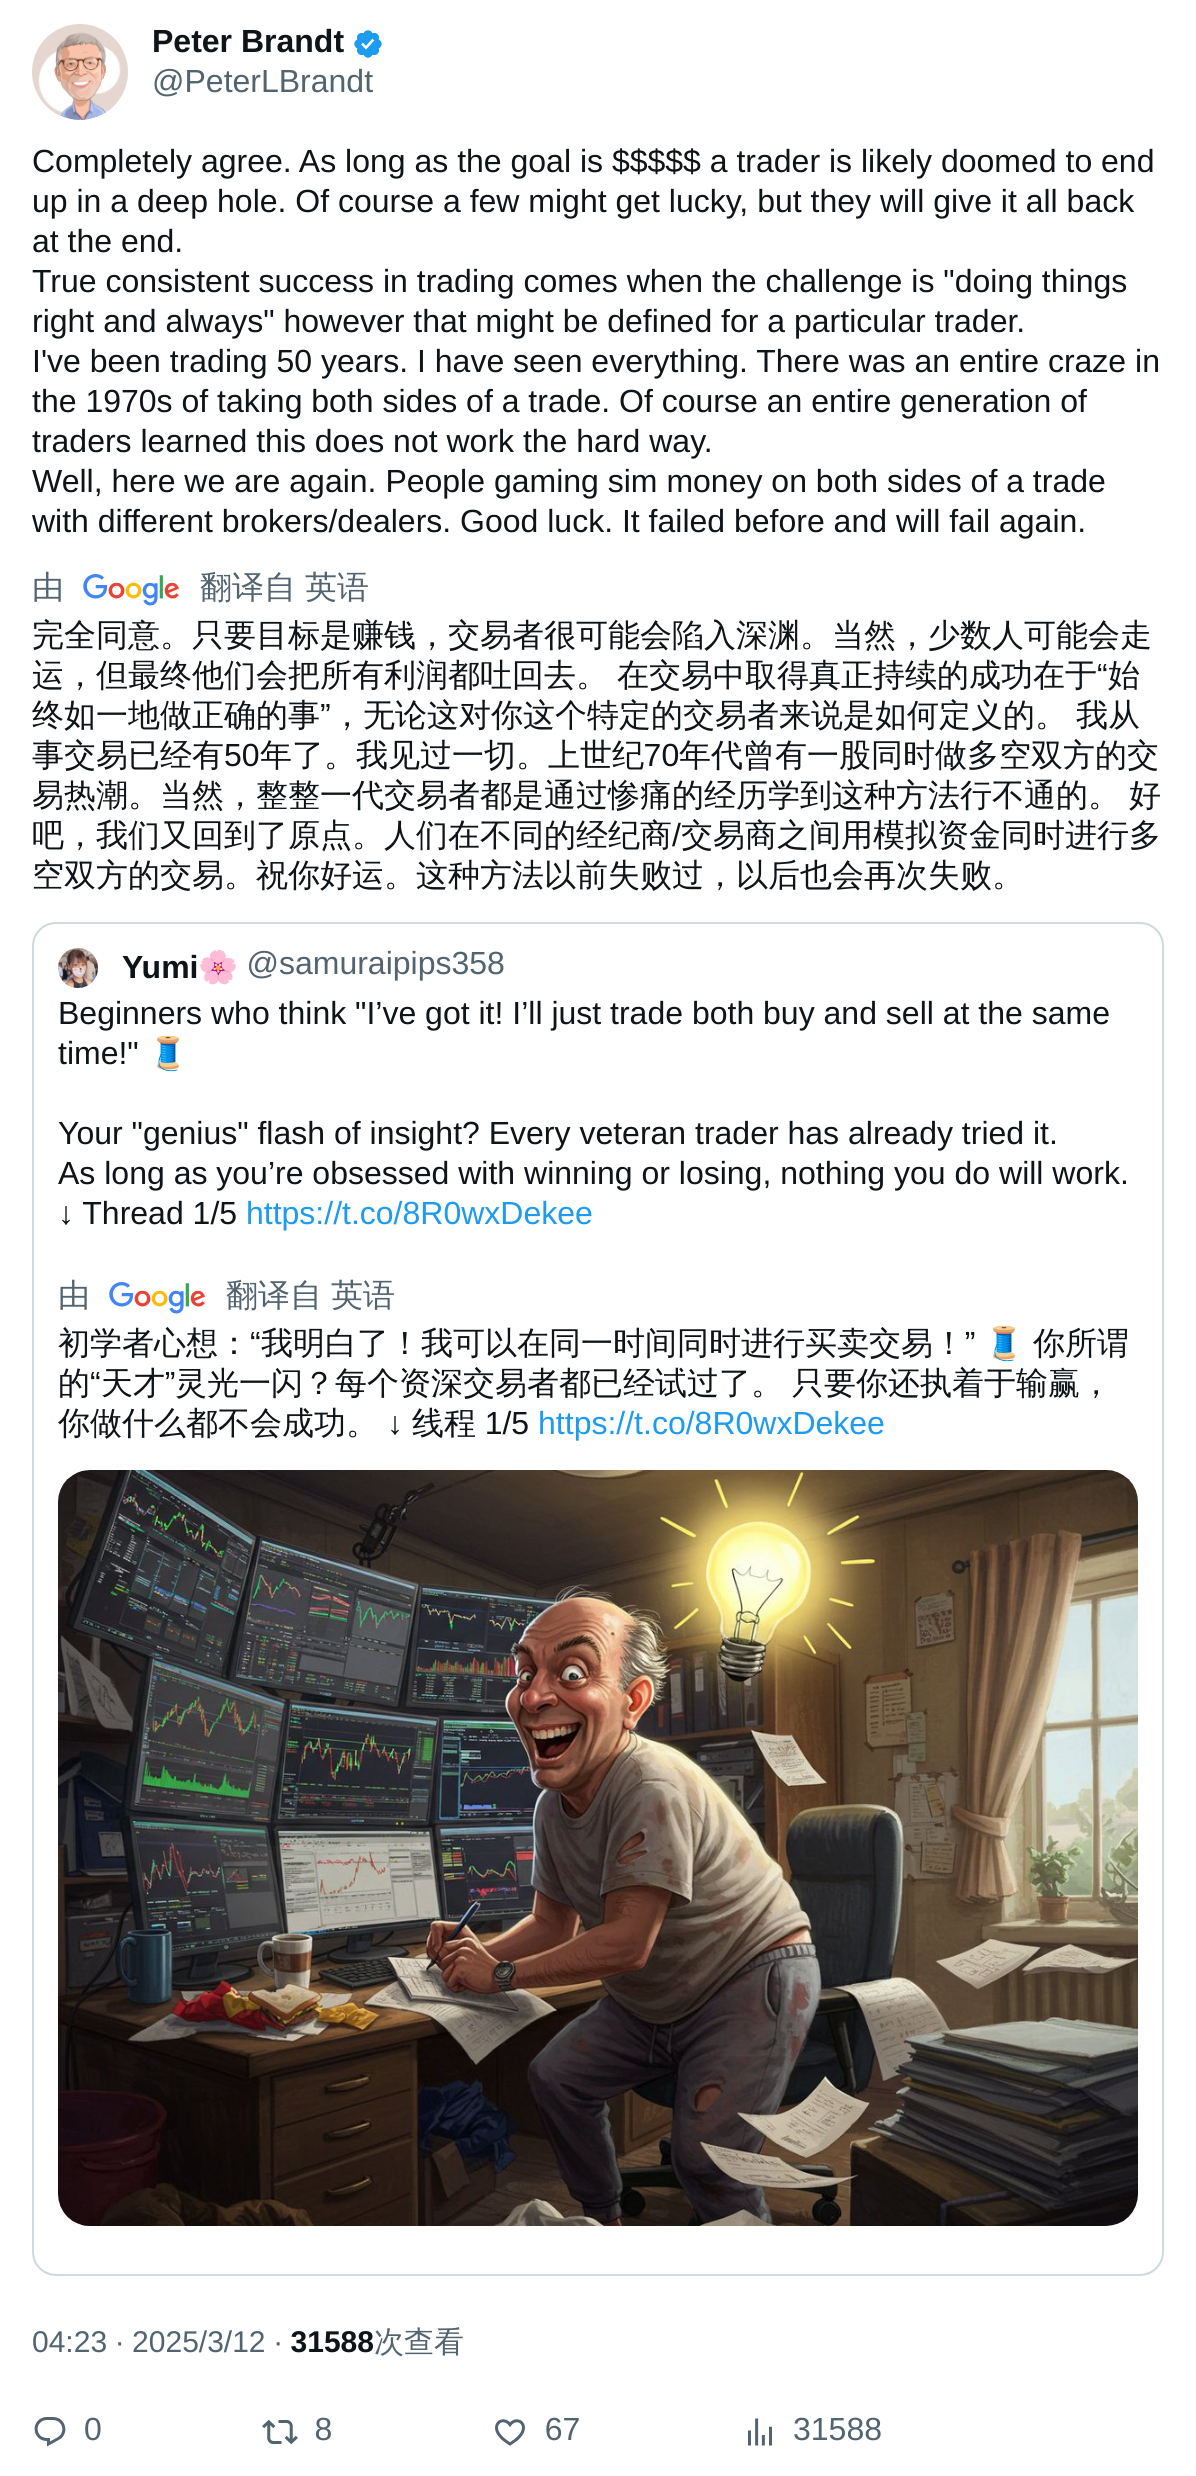 Peter Brandt
@PeterLBrandt
Completely agree. As long as the goal is $$$$$ a trader is likely doomed to end
up in a deep hole. Of course a few might get lucky, but they will give it all back
at the end.
True consistent success in trading comes when the challenge is "doing things
right and always" however that might be defined for a particular trader.
I've been trading 50 years. I have seen everything. There was an entire craze in
the 1970s of taking both sides of a trade. Of course an entire generation of
traders learned this does not work the hard way.
Well, here we are again. People gaming sim money on both sides of a trade
with different brokers/dealers. Good luck. It failed before and will fail again.
由 Google 翻译自 英语
完全同意。只要目标是赚钱，交易者很可能会陷入深渊。当然，少数人可能会走
运，但最终他们会把所有利润都吐回去。 在交易中取得真正持续的成功在于“始
终如一地做正确的事”，无论这对你这个特定的交易者来说是如何定义的。 我从
事交易已经有50年了。我见过一切。上世纪70年代曾有一股同时做多空双方的交
易热潮。当然，整整一代交易者都是通过惨痛的经历学到这种方法行不通的。 好
吧，我们又回到了原点。人们在不同的经纪商/交易商之间用模拟资金同时进行多
空双方的交易。祝你好运。这种方法以前失败过，以后也会再次失败。
Yumi🌸 @samuraipips358
Beginners who think "I’ve got it! I’ll just trade both buy and sell at the same
time!" 🧵
Your "genius" flash of insight? Every veteran trader has already tried it.
As long as you’re obsessed with winning or losing, nothing you do will work.
↓ Thread 1/5 https://t.co/8R0wxDekee
由 Google 翻译自 英语
初学者心想：“我明白了！我可以在同一时间同时进行买卖交易！” 🧵 你所谓
的“天才”灵光一闪？每个资深交易者都已经试过了。 只要你还执着于输赢，
你做什么都不会成功。 ↓ 线程 1/5 https://t.co/8R0wxDekee
04:23 · 2025/3/12 · 31588次查看
0 8 67 31588